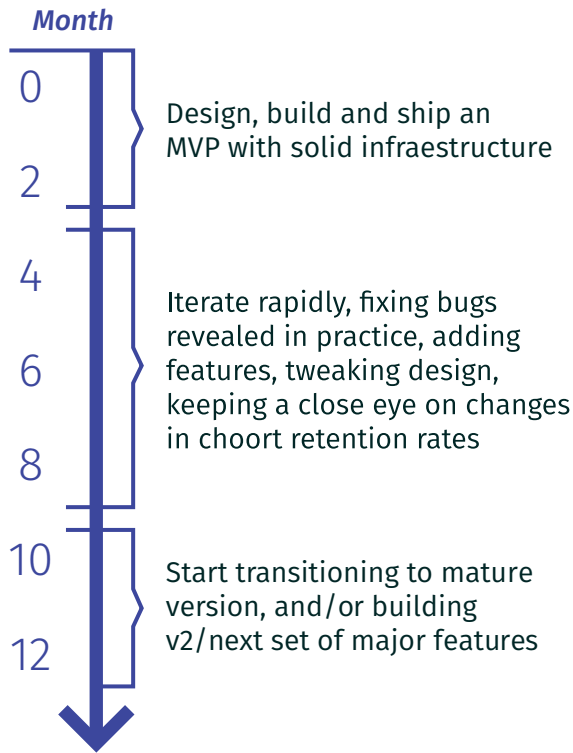 Month
0
Design, build and ship an
MVP with solid infraestructure
2
4
Iterate rapidly, fixing bugs
revealed in practice, adding
features, tweaking design,
keeping a close eye on changes
in choort retention rates
6
8
10
Start transitioning to mature
version, and/or building
v2/next set of major features
12